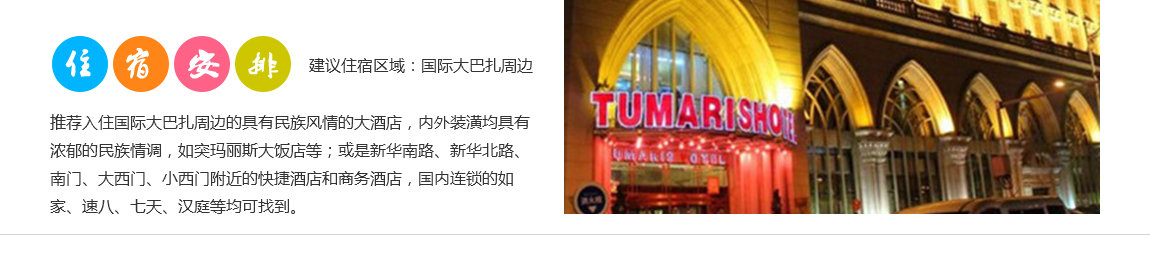 住宿安排
建议住宿区域：国际大巴扎周边
推荐入住国际大巴扎周边的具有民族风情的大酒店，内外装潢均具有
浓郁的民族情调，如突玛丽斯大饭店等；或是新华南路、新华北路、
南门、大西门、小西门附近的快捷酒店和商务酒店，国内连锁的如
家、速八、七天、汉庭等均可找到。
TUMARISHOTEL
TUMARIS OTEL